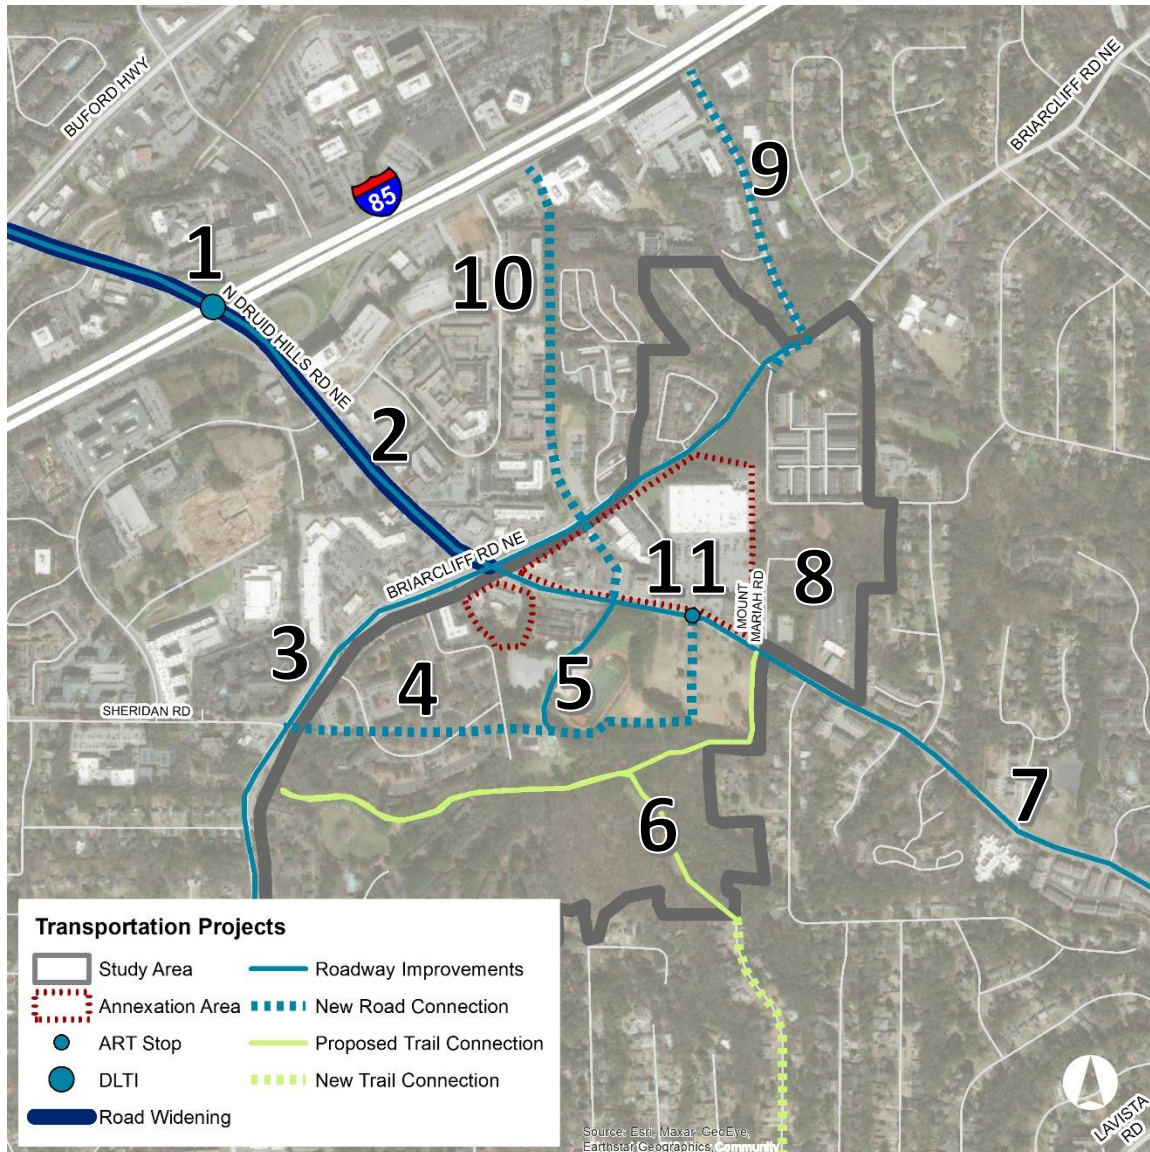 BUFORD HWY
BRIARCLIFF RD NE
9
85
1
10
N DRUID HILLS RD NE
2
BRIARCLIFF RD NE
11
8
MOUNT
MARIAH RD
3
4
5
SHERIDAN RD
7
6
Transportation Projects
Study Area
Roadway Improvements
Annexation Area
New Road Connection
ART Stop
Proposed Trail Connection
DLTI
New Trail Connection
Road Widening
LAVISTA
RD
Source: Esri, Maxar, GeoEye,
Earthstar Geographics, Community